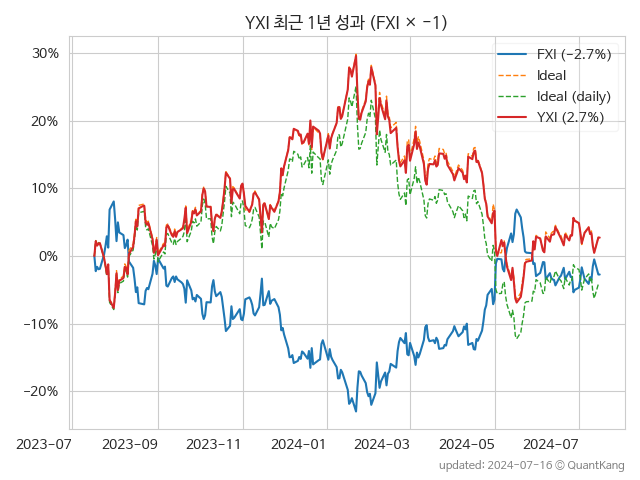 YXI 최근 1년 성과 (FXI × −1)
30%
20%
10%
0%
−10%
−20%
FXI (−2.7%)
Ideal
Ideal (daily)
YXI (2.7%)
2023-07
2023-09
2023-11
2024-01
2024-03
2024-05
2024-07
updated: 2024-07-16 © QuantKang